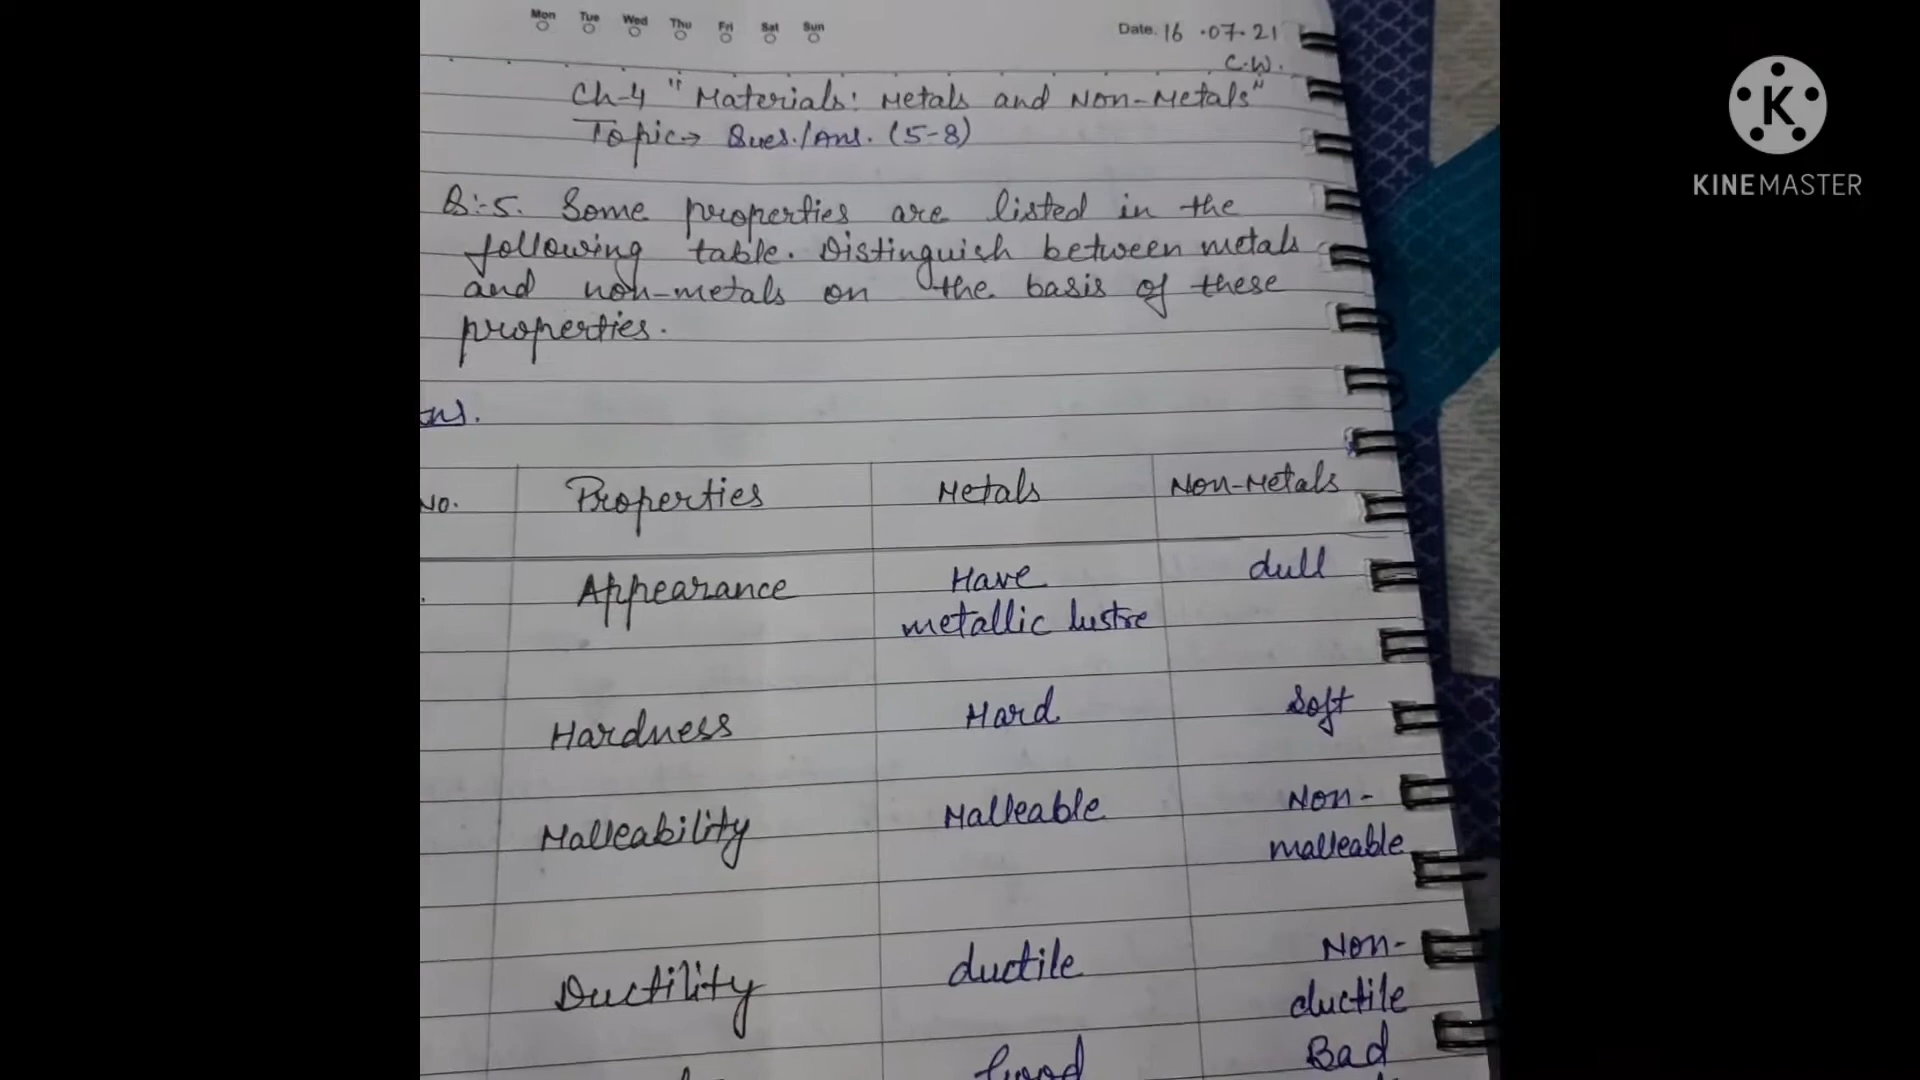 Mon Tue Wed Thu Fri Sat Sun
Date. 16 .07.21
C.W.
Ch-4 "Materials: Metals and Non-Metals"
Topic→ Ques./Ans. (5-8)
Q:-5. Some properties are listed in the
following table. Distinguish between metals
and non-metals on the basis of these
properties.
No. Properties Metals Non-Metals
Appearance Have dull
metallic lustre
Hardness Hard Soft
Malleability Malleable Non-
malleable
Ductility ductile Non-
ductile
Good Bad
K
KINEMASTER